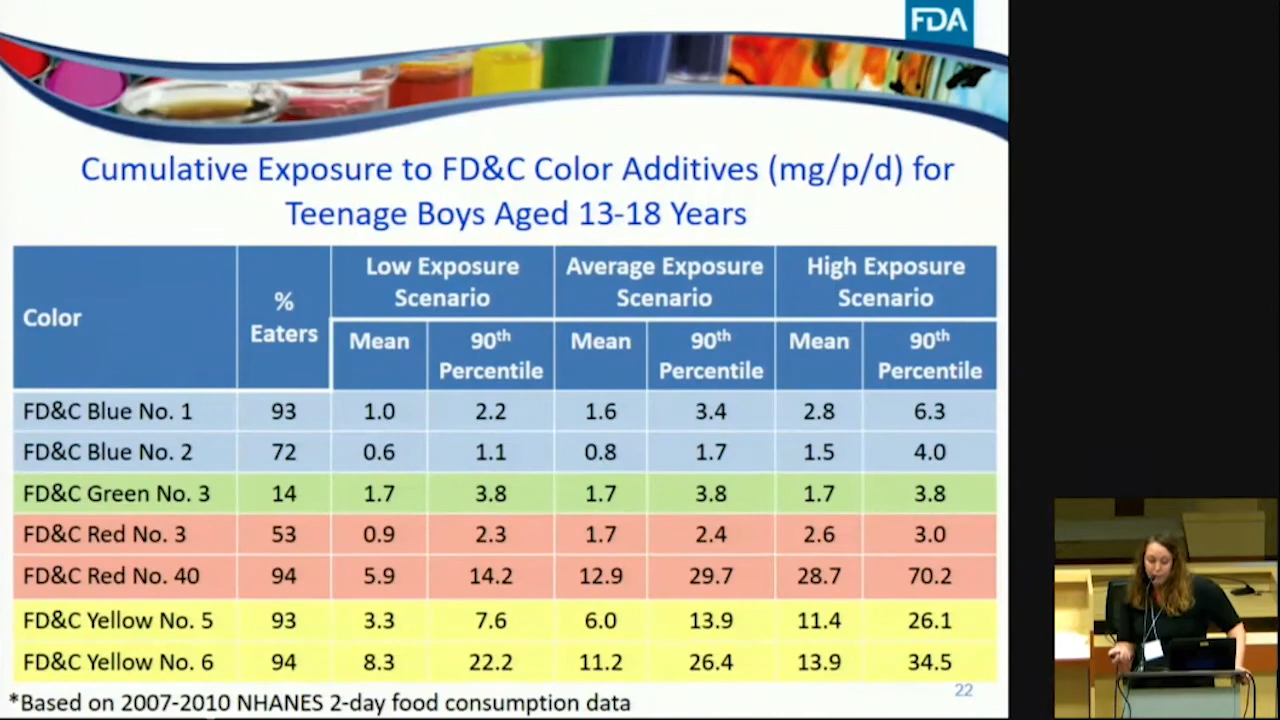 FDA
Cumulative Exposure to FD&C Color Additives (mg/p/d) for
Teenage Boys Aged 13-18 Years
Color
%
Eaters
Low Exposure
Scenario
Average Exposure
Scenario
High Exposure
Scenario
Mean
90th
Percentile
Mean
90th
Percentile
Mean
90th
Percentile
FD&C Blue No. 1 93 1.0 2.2 1.6 3.4 2.8 6.3
FD&C Blue No. 2 72 0.6 1.1 0.8 1.7 1.5 4.0
FD&C Green No. 3 14 1.7 3.8 1.7 3.8 1.7 3.8
FD&C Red No. 3 53 0.9 2.3 1.7 2.4 2.6 3.0
FD&C Red No. 40 94 5.9 14.2 12.9 29.7 28.7 70.2
FD&C Yellow No. 5 93 3.3 7.6 6.0 13.9 11.4 26.1
FD&C Yellow No. 6 94 8.3 22.2 11.2 26.4 13.9 34.5
*Based on 2007-2010 NHANES 2-day food consumption data
22